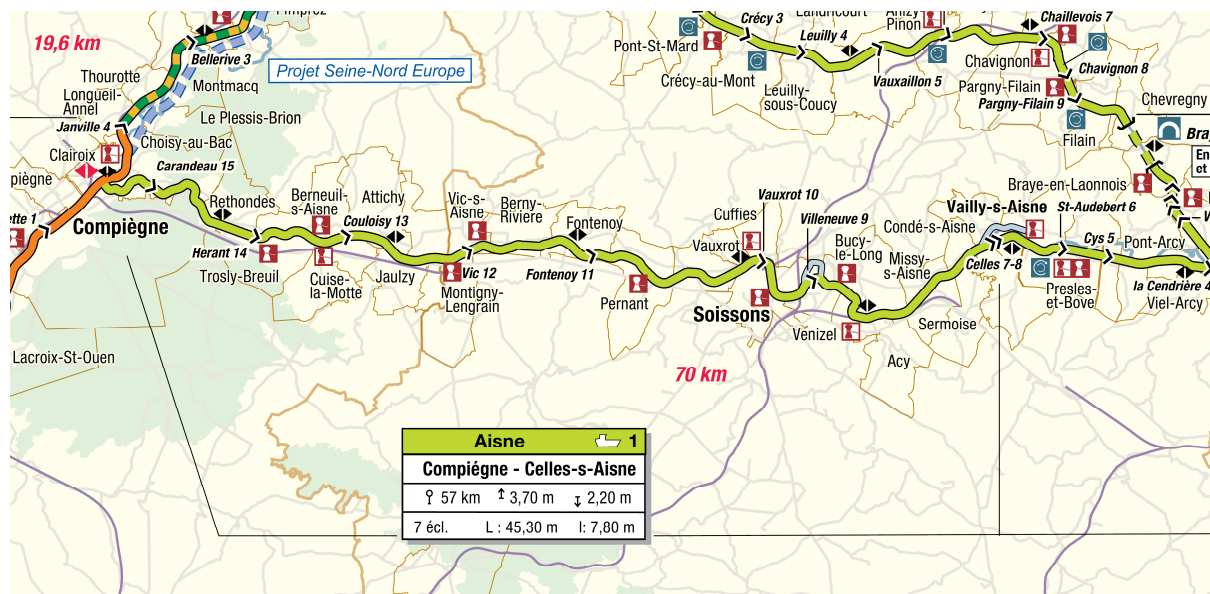 19,6 km
Bellerive 3
Projet Seine-Nord Europe
Thourotte
Montmacq
Longueil-
Annel
Le Plessis-Brion
Janville 4
Choisy-au-Bac
Clairoix
Carandeau 15
Compiègne
Rethondes
Herant 14
Trosly-Breuil
Berneuil-
s-Aisne
Attichy
Couloisy 13
Cuise-
la-Motte
Jaulzy
Vic-s-
Aisne
Berny-
Rivière
Vic 12
Montigny-
Lengrain
Fontenoy
Fontenoy 11
Pernant
Lacroix-St-Ouen
Crécy 3
Leuilly 4
Pinon
Chaillevois 7
Pont-St-Mard
Crécy-au-Mont
Leuilly-
sous-Coucy
Vauxaillon 5
Chavignon
Chavignon 8
Pargny-Filain
Pargny-Filain 9
Filain
Chevregny
Braye-en-Laonnois
Vauxrot 10
Cuffies
Vauxrot
Villeneuve 9
Bucy-
le-Long
Soissons
Venizel
Condé-s-Aisne
Missy-
s-Aisne
Sermoise
Acy
Vailly-s-Aisne
St-Audebert 6
Cys 5
Pont-Arcy
Celles 7-8
Presles-
et-Bove
la Cendrière 4
Viel-Arcy
70 km
Aisne 1
Compiégne - Celles-s-Aisne
57 km 3,70 m 2,20 m
7 écl. L : 45,30 m l: 7,80 m